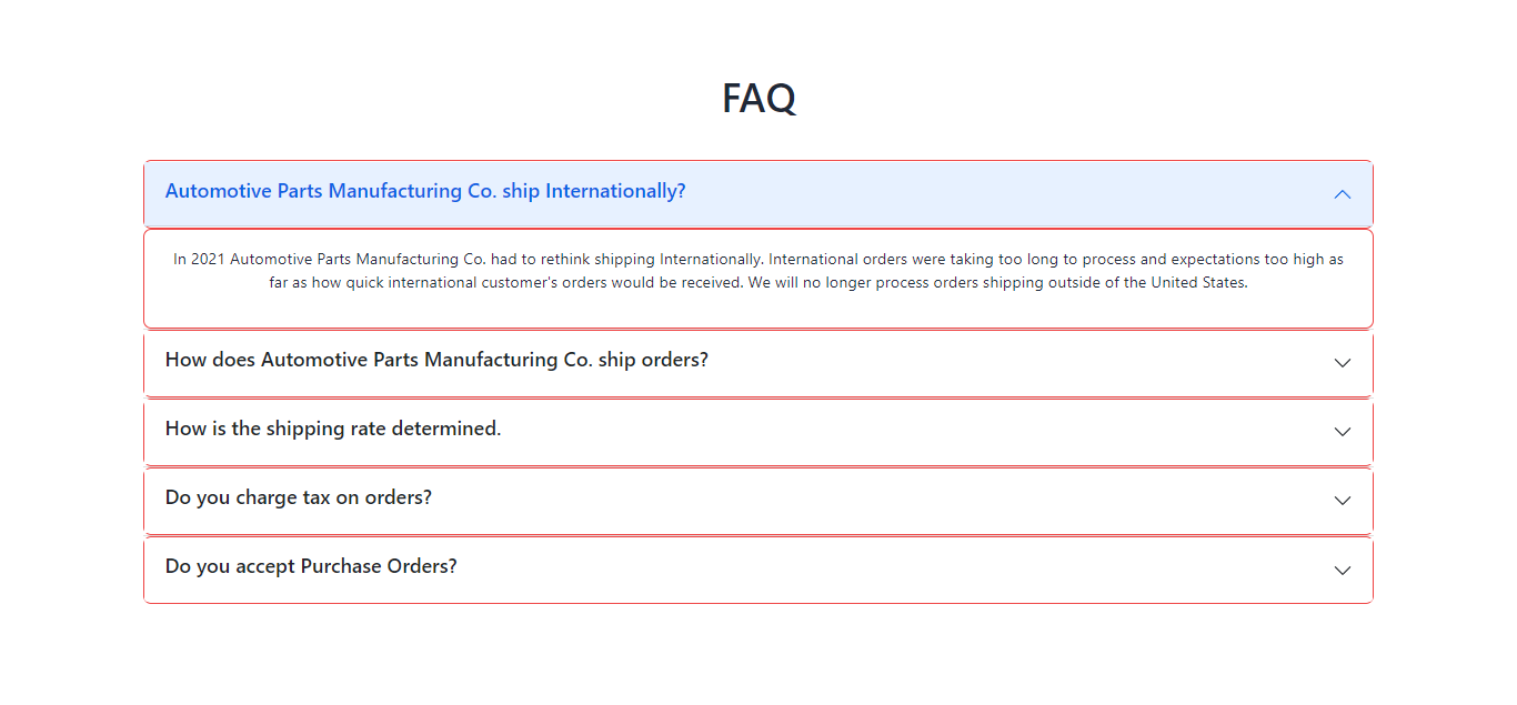 FAQ
Automotive Parts Manufacturing Co. ship Internationally?
In 2021 Automotive Parts Manufacturing Co. had to rethink shipping Internationally. International orders were taking too long to process and expectations too high as
far as how quick international customer's orders would be received. We will no longer process orders shipping outside of the United States.
How does Automotive Parts Manufacturing Co. ship orders?
How is the shipping rate determined.
Do you charge tax on orders?
Do you accept Purchase Orders?